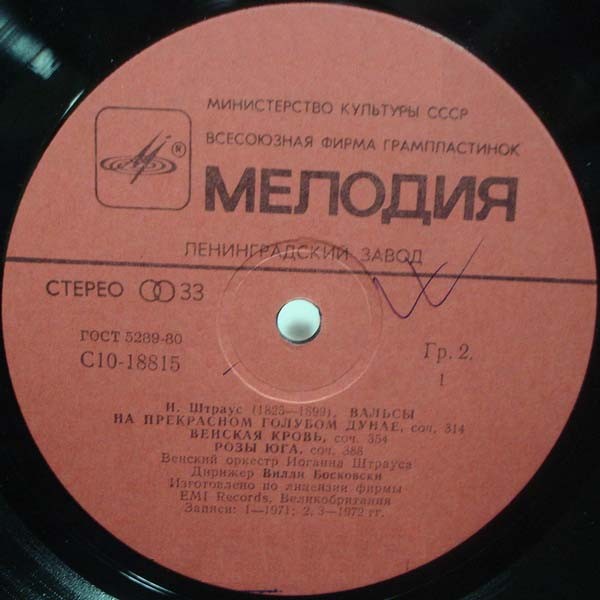 МИНИСТЕРСТВО КУЛЬТУРЫ СССР
ВСЕСОЮЗНАЯ ФИРМА ГРАМПЛАСТИНОК
®
МЕЛОДИЯ
ЛЕНИНГРАДСКИЙ ЗАВОД
СТЕРЕО 33
ГОСТ 5289-80
С10-18815
Гр. 2.
1
И. Штраус (1825—1899). ВАЛЬСЫ
НА ПРЕКРАСНОМ ГОЛУБОМ ДУНАЕ, соч. 314
ВЕНСКАЯ КРОВЬ, соч. 354
РОЗЫ ЮГА, соч. 388
Венский оркестр Иоганна Штрауса
Дирижер Вилли Босковски
Изготовлено по лицензии фирмы
EMI Records, Великобритания
Записи: 1—1971; 2, 3—1972 гг.